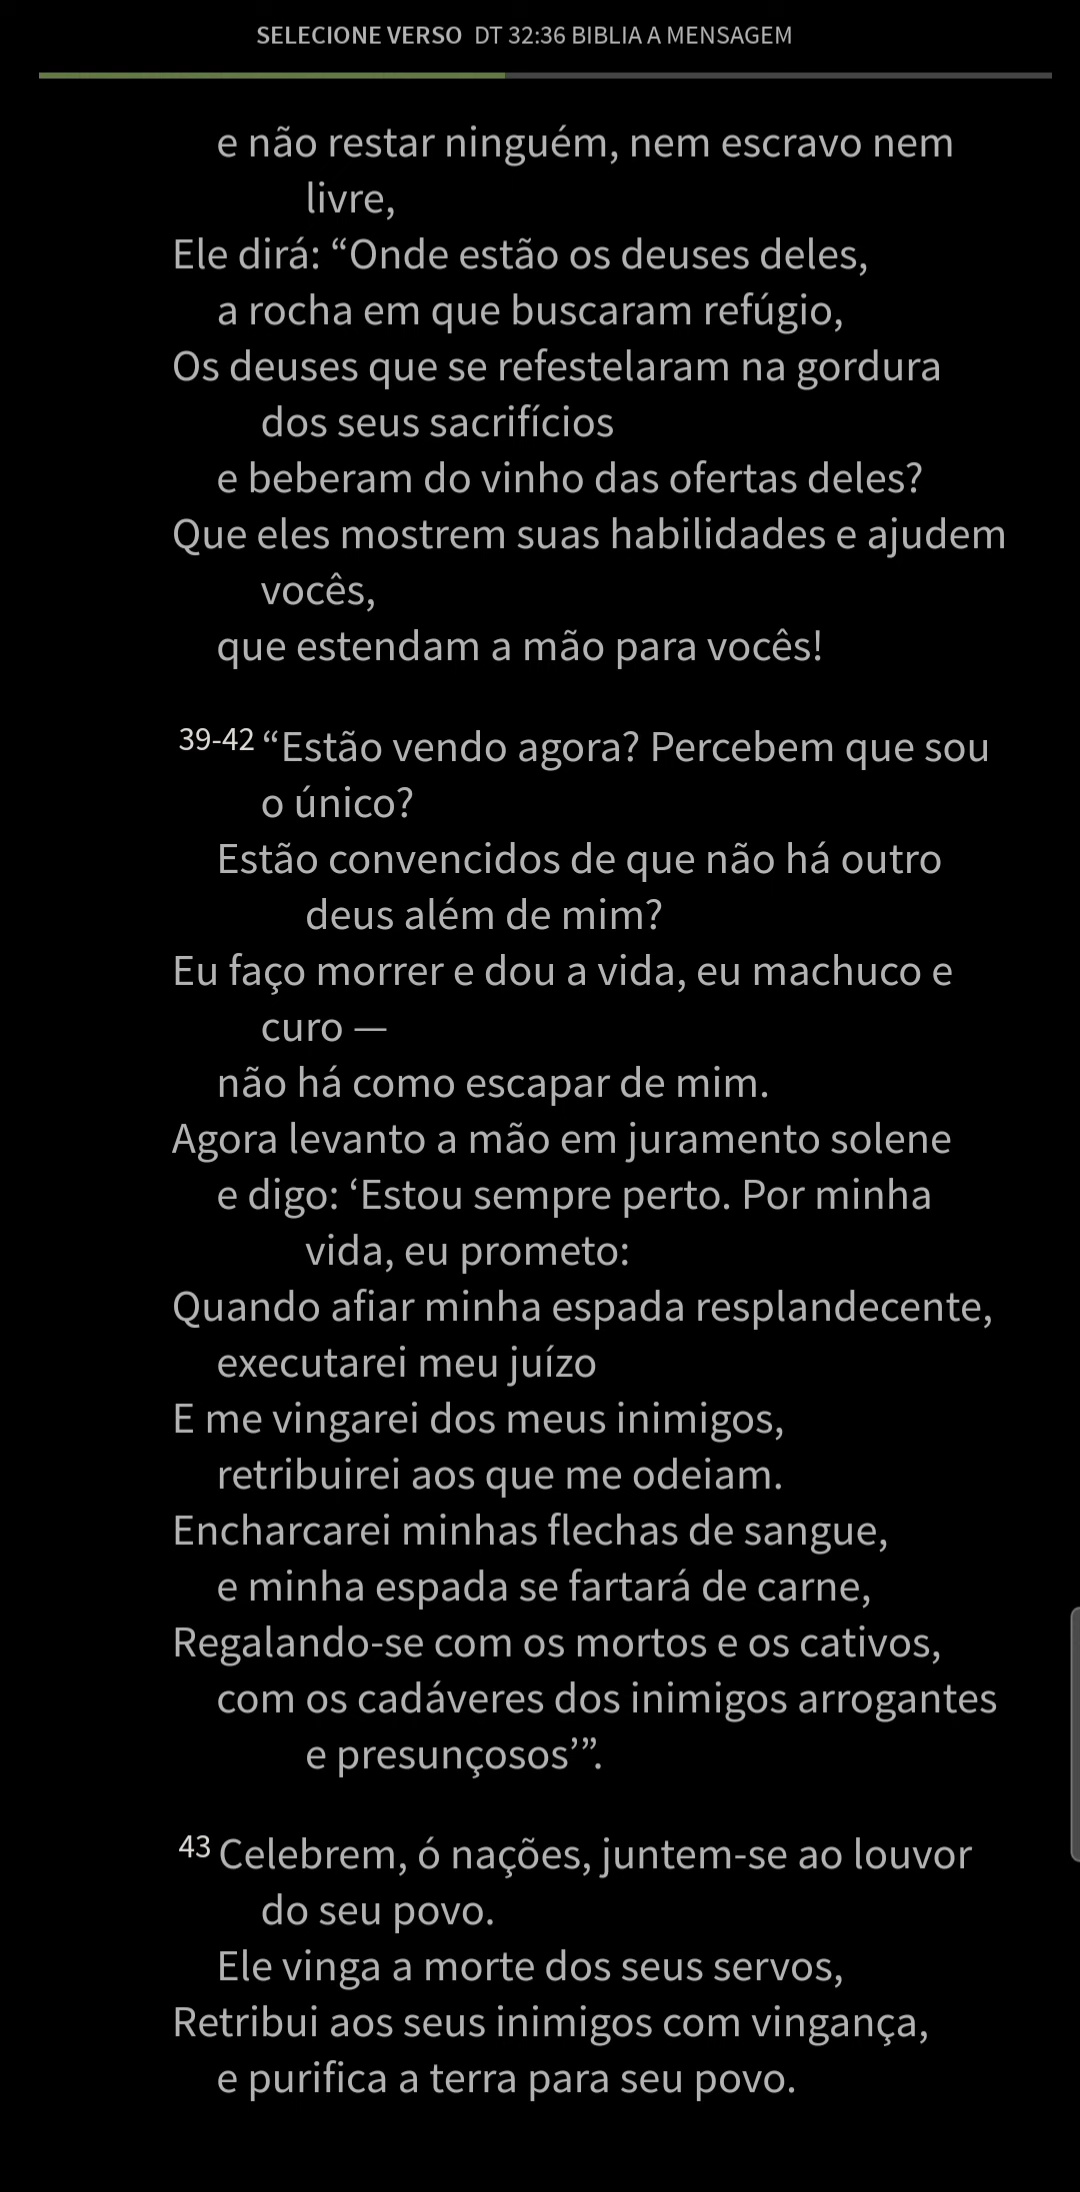 SELECIONE VERSO DT 32:36 BIBLIA A MENSAGEM
e não restar ninguém, nem escravo nem
livre,
Ele dirá: “Onde estão os deuses deles,
a rocha em que buscaram refúgio,
Os deuses que se refestelaram na gordura
dos seus sacrifícios
e beberam do vinho das ofertas deles?
Que eles mostrem suas habilidades e ajudem
vocês,
que estendam a mão para vocês!
39-42 “Estão vendo agora? Percebem que sou
o único?
Estão convencidos de que não há outro
deus além de mim?
Eu faço morrer e dou a vida, eu machuco e
curo —
não há como escapar de mim.
Agora levanto a mão em juramento solene
e digo: ‘Estou sempre perto. Por minha
vida, eu prometo:
Quando afiar minha espada resplandecente,
executarei meu juízo
E me vingarei dos meus inimigos,
retribuirei aos que me odeiam.
Encharcarei minhas flechas de sangue,
e minha espada se fartará de carne,
Regalando-se com os mortos e os cativos,
com os cadáveres dos inimigos arrogantes
e presunçosos’”.
43 Celebrem, ó nações, juntem-se ao louvor
do seu povo.
Ele vinga a morte dos seus servos,
Retribui aos seus inimigos com vingança,
e purifica a terra para seu povo.